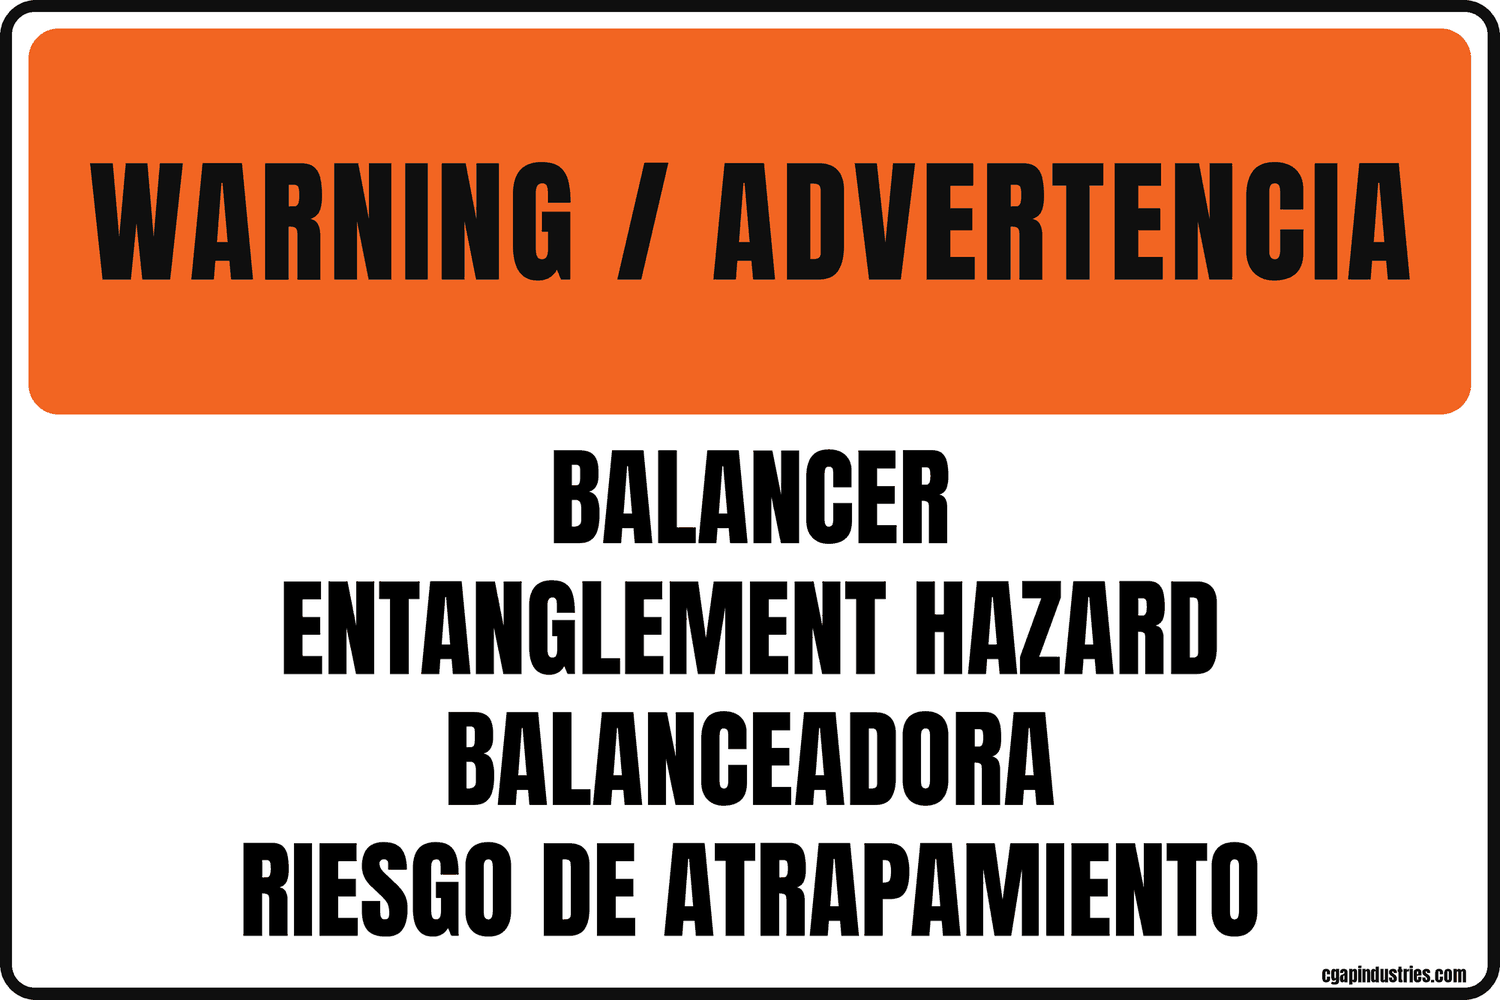 WARNING / ADVERTENCIA
BALANCER
ENTANGLEMENT HAZARD
BALANCEADORA
RIESGO DE ATRAPAMIENTO
cgapindustries.com